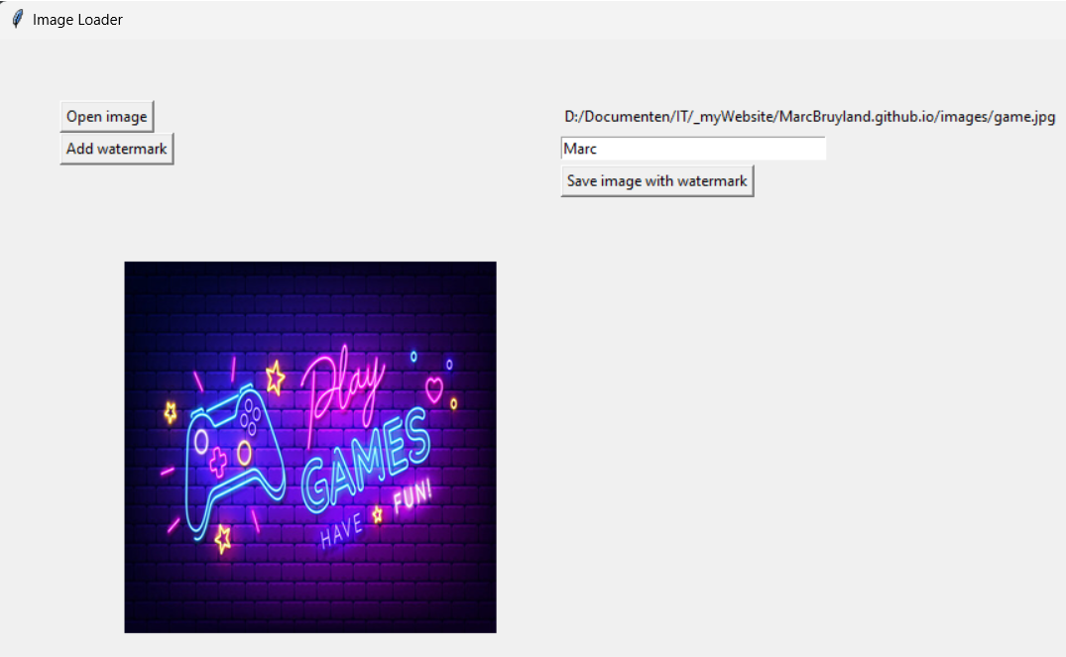 Image Loader
Open image
D:/Documenten/IT/_myWebsite/MarcBruyland.github.io/images/game.jpg
Add watermark
Marc
Save image with watermark
Play
GAMES
HAVE FUN!